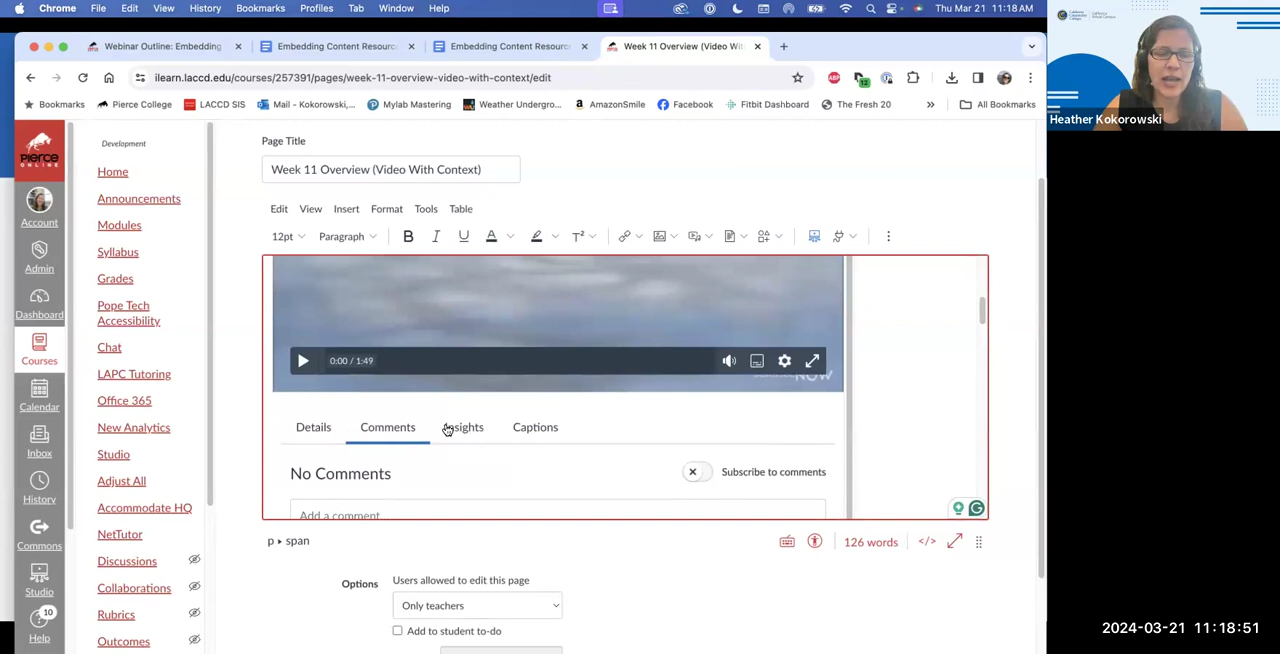 Chrome File Edit View History Bookmarks Profiles Tab Window Help Thu Mar 21 11:18 AM
Webinar Outline: Embedding
Embedding Content Resourc
Embedding Content Resourc
Week 11 Overview (Video Wit
ilearn.laccd.edu/courses/257391/pages/week-11-overview-video-with-context/edit
Bookmarks Pierce College LACCD SIS Mail - Kokorowski,... Mylab Mastering Weather Undergro... AmazonSmile Facebook Fitbit Dashboard The Fresh 20 » All Bookmarks
ABP
12
Heather Kokorowski
PIERCE
ONLINE
Account
Admin
Dashboard
Courses
Calendar
Inbox
History
Commons
Studio
10
Help
Development
Home
Announcements
Modules
Syllabus
Grades
Pope Tech
Accessibility
Chat
LAPC Tutoring
Office 365
New Analytics
Studio
Adjust All
Accommodate HQ
NetTutor
Discussions
Collaborations
Rubrics
Outcomes
Page Title
Week 11 Overview (Video With Context)
Edit View Insert Format Tools Table
12pt Paragraph B I U A T²
0:00 / 1:49
NOW
Details Comments Insights Captions
No Comments
Subscribe to comments
Add a comment
p ▸ span
126 words </>
Options
Users allowed to edit this page
Only teachers
Add to student to-do
2024-03-21 11:18:51